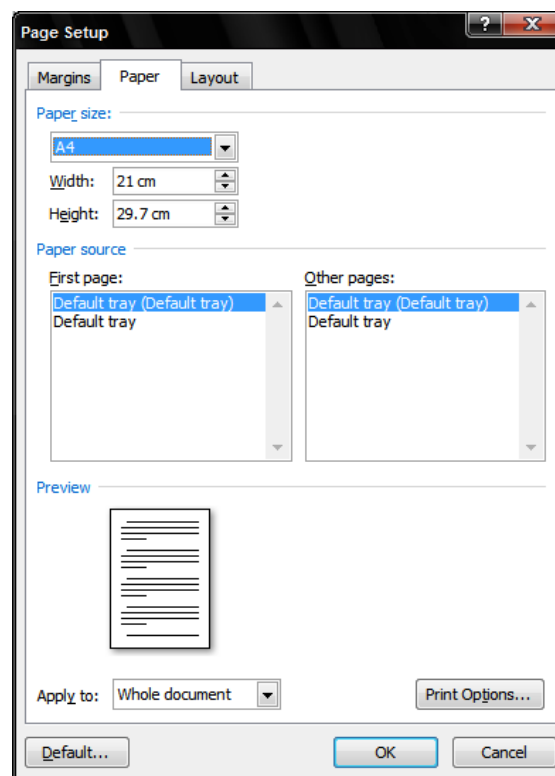 Page Setup
Margins Paper Layout
Paper size:
A4
Width: 21 cm
Height: 29.7 cm
Paper source
First page:
Default tray (Default tray)
Default tray
Other pages:
Default tray (Default tray)
Default tray
Preview
Apply to: Whole document
Print Options...
Default... OK Cancel